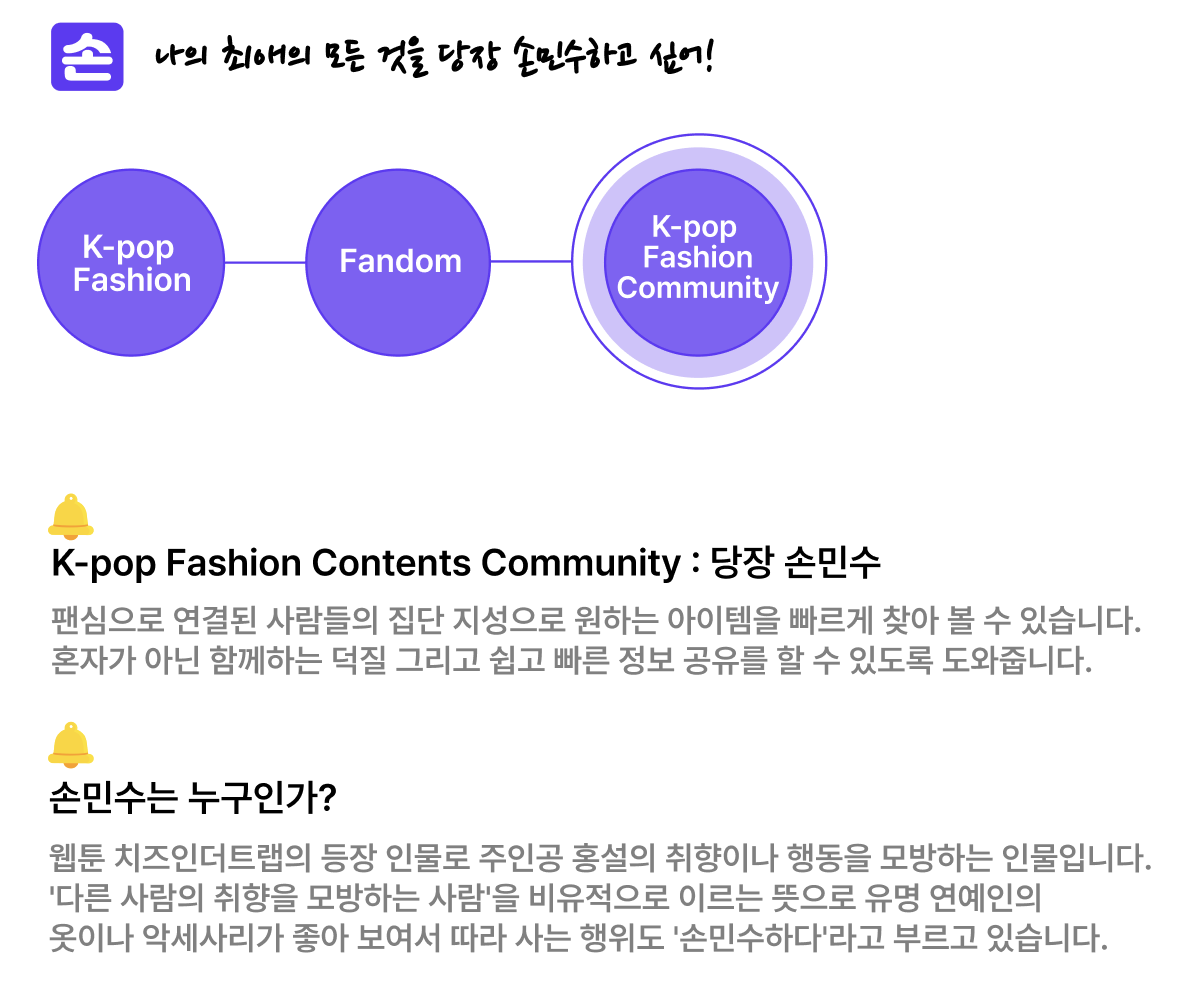 손
나의 최애의 모든 것을 당장 손민수하고 싶어!
K-pop
Fashion
Fandom
K-pop
Fashion
Community
K-pop Fashion Contents Community : 당장 손민수
팬심으로 연결된 사람들의 집단 지성으로 원하는 아이템을 빠르게 찾아 볼 수 있습니다.
혼자가 아닌 함께하는 덕질 그리고 쉽고 빠른 정보 공유를 할 수 있도록 도와줍니다.
손민수는 누구인가?
웹툰 치즈인더트랩의 등장 인물로 주인공 홍설의 취향이나 행동을 모방하는 인물입니다.
'다른 사람의 취향을 모방하는 사람'을 비유적으로 이르는 뜻으로 유명 연예인의
옷이나 악세사리가 좋아 보여서 따라 사는 행위도 '손민수하다'라고 부르고 있습니다.